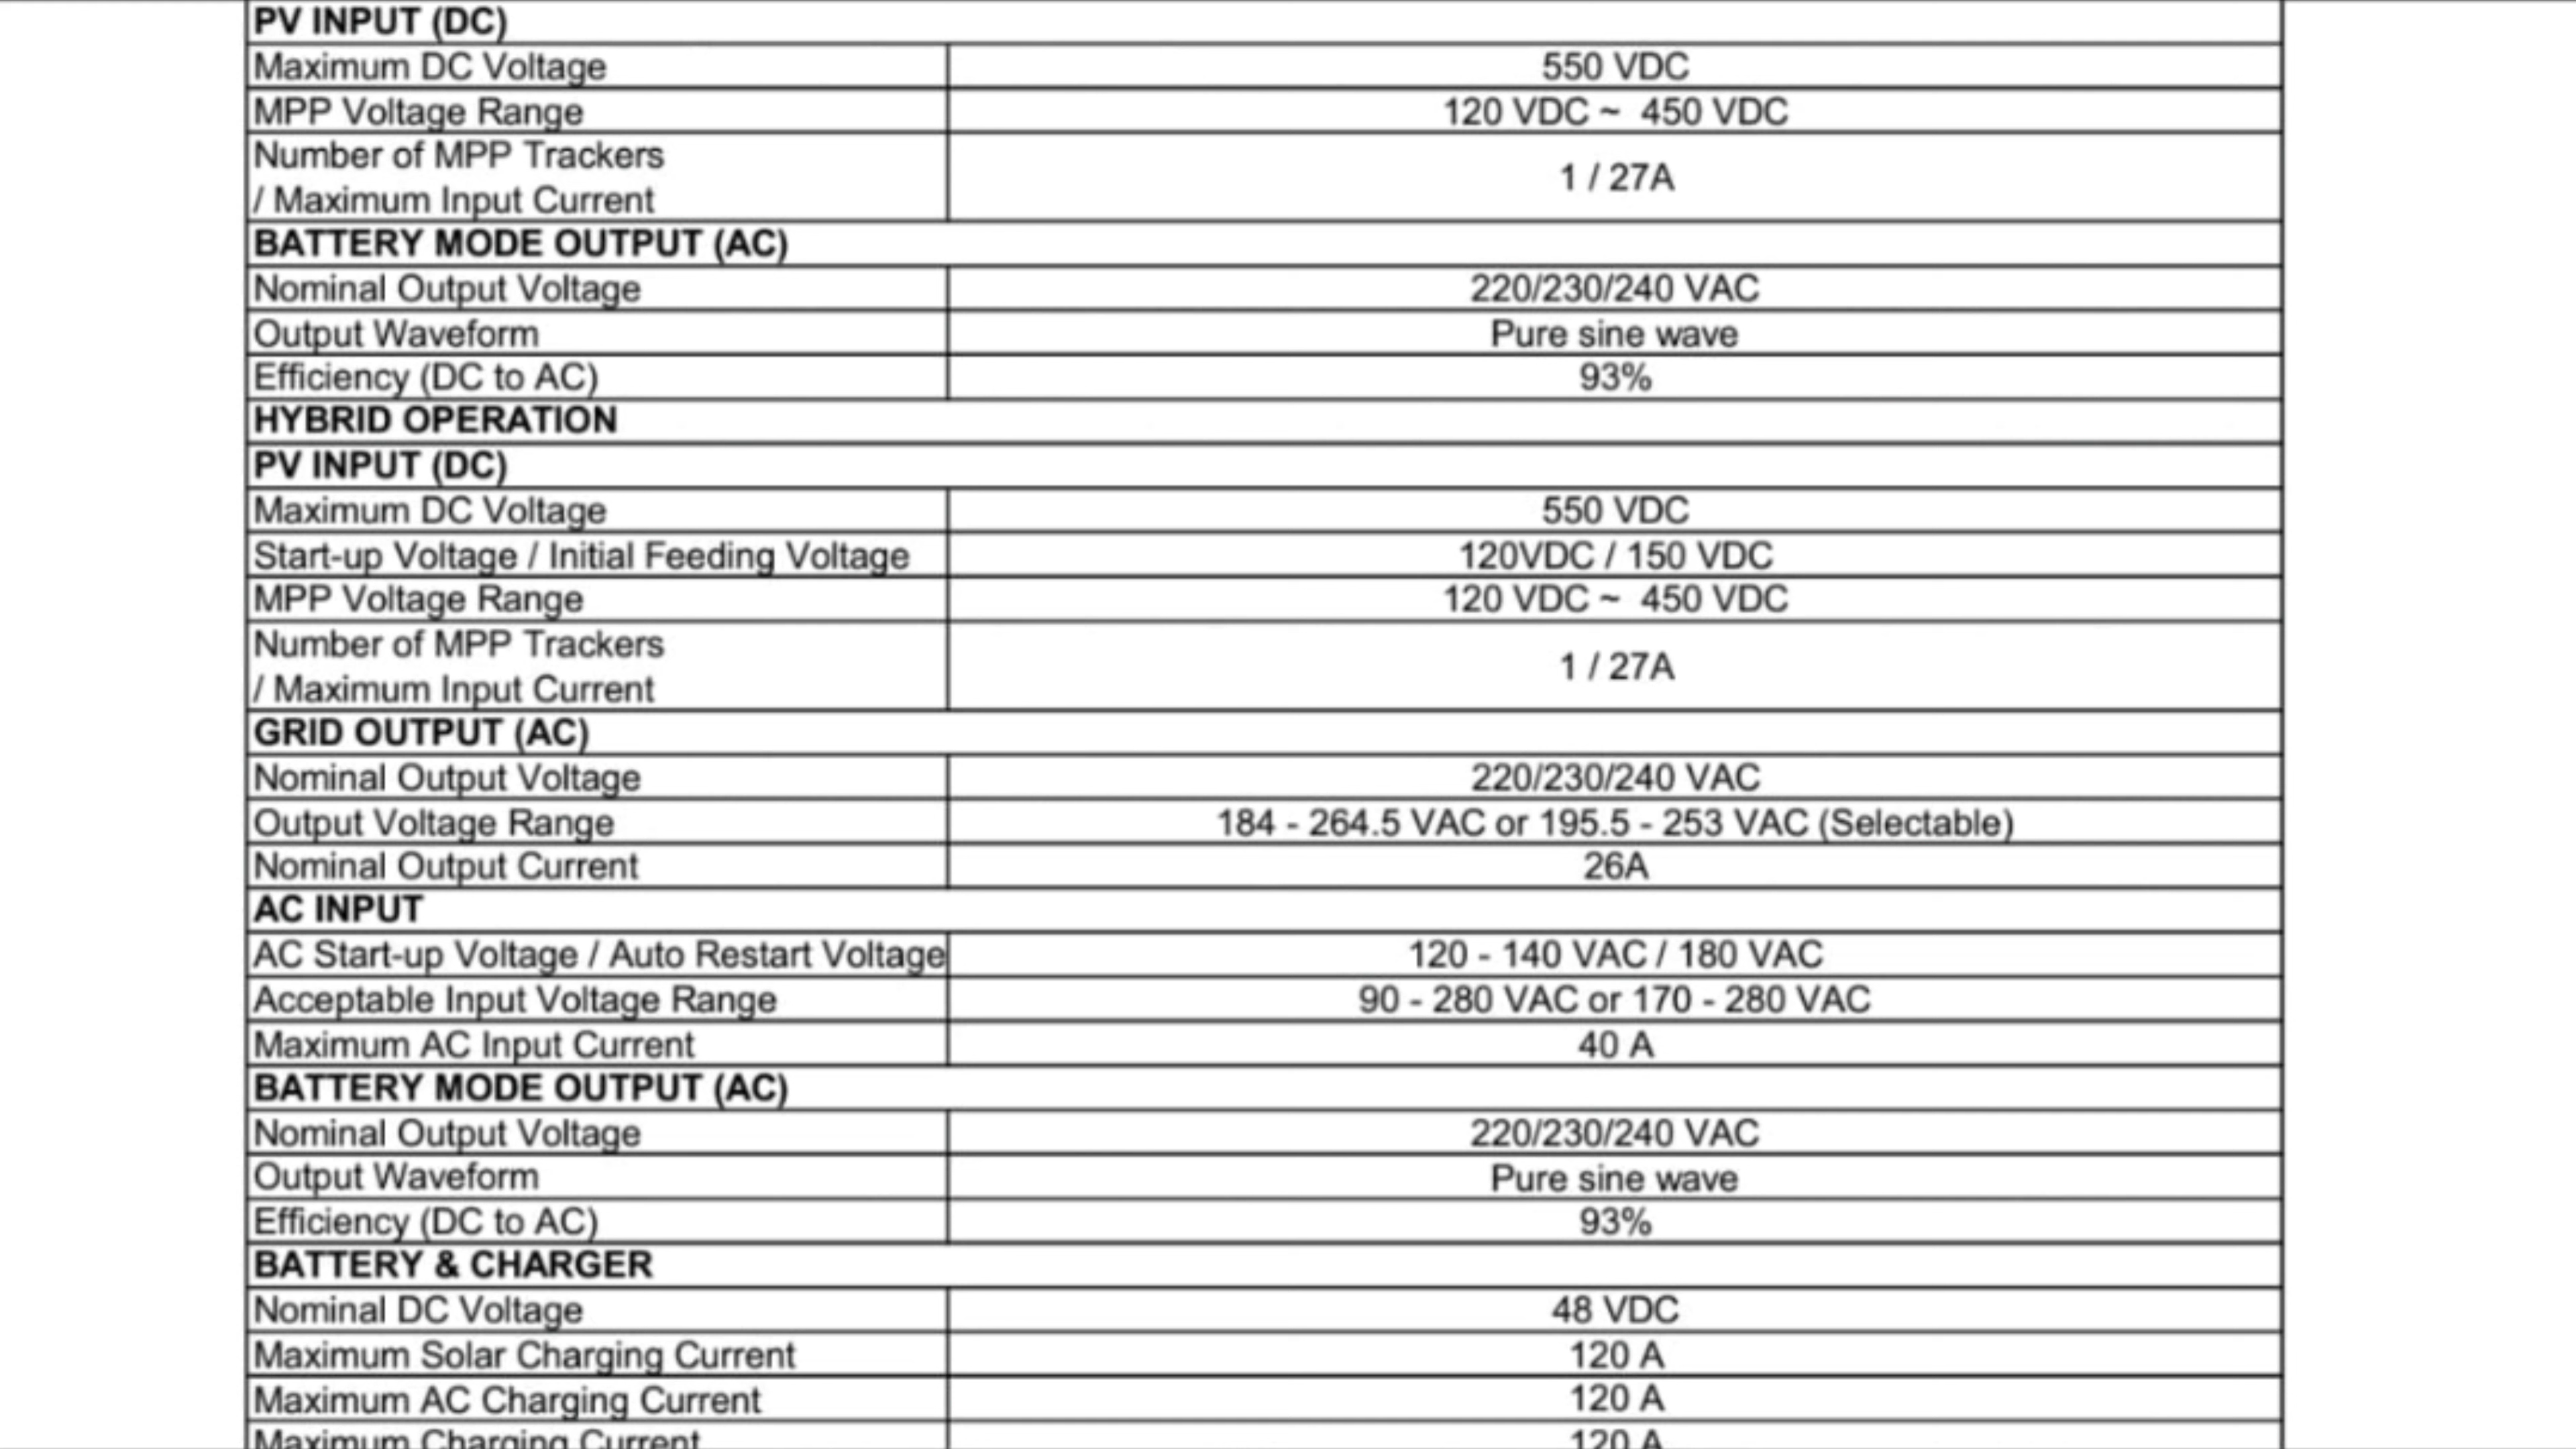 PV INPUT (DC)
Maximum DC Voltage 550 VDC
MPP Voltage Range 120 VDC ~ 450 VDC
Number of MPP Trackers
/ Maximum Input Current 1 / 27A
BATTERY MODE OUTPUT (AC)
Nominal Output Voltage 220/230/240 VAC
Output Waveform Pure sine wave
Efficiency (DC to AC) 93%
HYBRID OPERATION
PV INPUT (DC)
Maximum DC Voltage 550 VDC
Start-up Voltage / Initial Feeding Voltage 120VDC / 150 VDC
MPP Voltage Range 120 VDC ~ 450 VDC
Number of MPP Trackers
/ Maximum Input Current 1 / 27A
GRID OUTPUT (AC)
Nominal Output Voltage 220/230/240 VAC
Output Voltage Range 184 - 264.5 VAC or 195.5 - 253 VAC (Selectable)
Nominal Output Current 26A
AC INPUT
AC Start-up Voltage / Auto Restart Voltage 120 - 140 VAC / 180 VAC
Acceptable Input Voltage Range 90 - 280 VAC or 170 - 280 VAC
Maximum AC Input Current 40 A
BATTERY MODE OUTPUT (AC)
Nominal Output Voltage 220/230/240 VAC
Output Waveform Pure sine wave
Efficiency (DC to AC) 93%
BATTERY & CHARGER
Nominal DC Voltage 48 VDC
Maximum Solar Charging Current 120 A
Maximum AC Charging Current 120 A
Maximum Charging Current 120 A